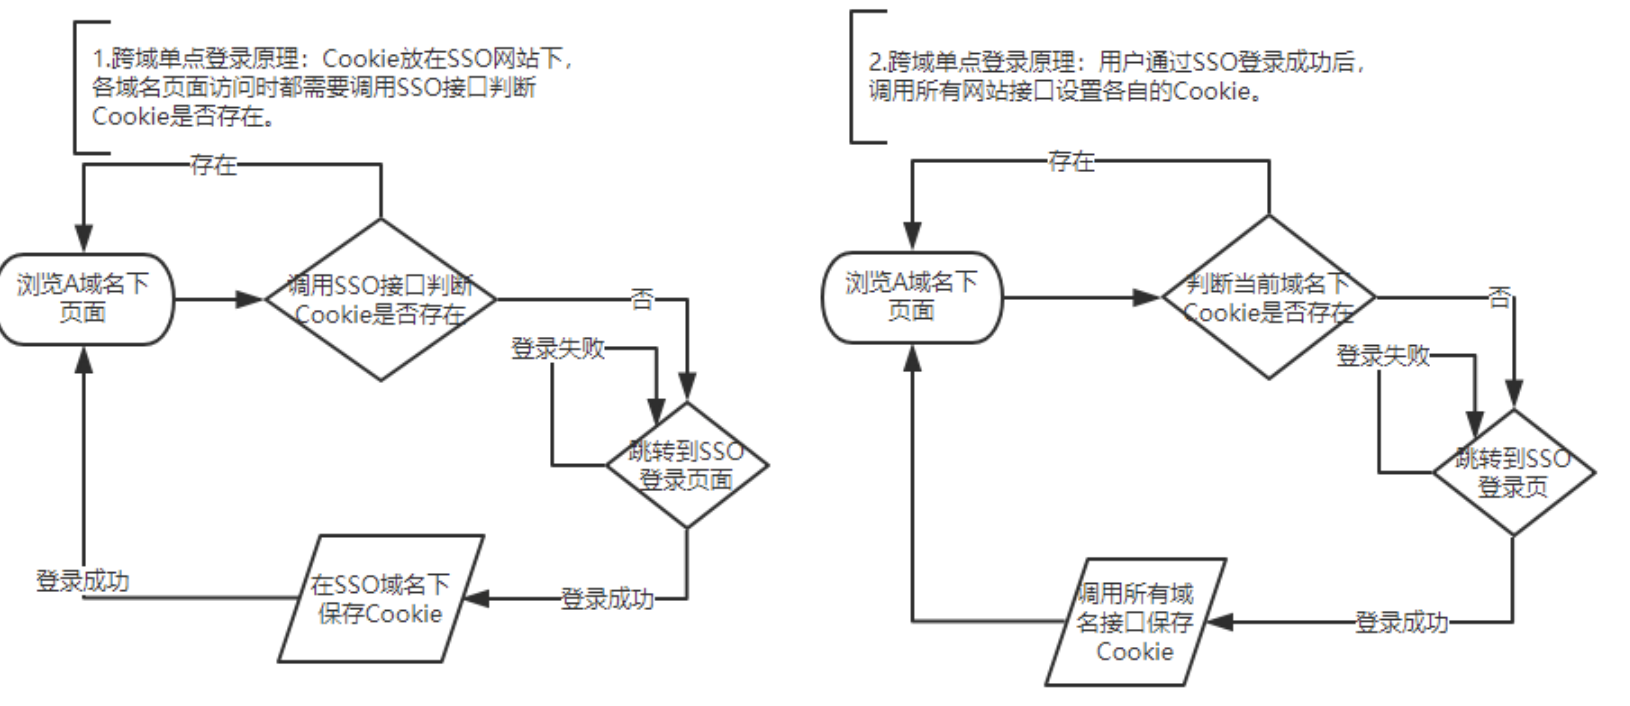 1.跨域单点登录原理：Cookie放在SSO网站下，
各域名页面访问时都需要调用SSO接口判断
Cookie是否存在。
存在
浏览A域名下
页面
调用SSO接口判断
Cookie是否存在
否
登录失败
跳转到SSO
登录页面
登录成功
在SSO域名下
保存Cookie
登录成功
2.跨域单点登录原理：用户通过SSO登录成功后，
调用所有网站接口设置各自的Cookie。
存在
浏览A域名下
页面
判断当前域名下
Cookie是否存在
否
登录失败
跳转到SSO
登录页
登录成功
调用所有域
名接口保存
Cookie